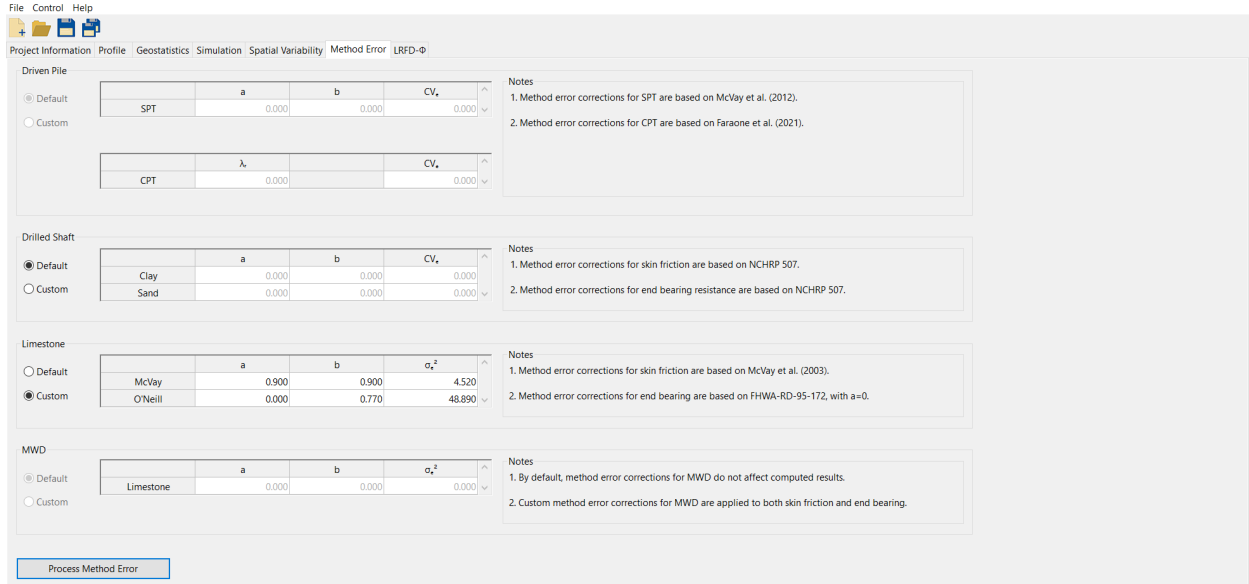 File Control Help
Project Information Profile Geostatistics Simulation Spatial Variability Method Error LRFD-Φ
Driven Pile
Default
Custom
a b CVₑ
SPT 0.000 0.000 0.000
λᵣ CVₑ
CPT 0.000 0.000
Notes
1. Method error corrections for SPT are based on McVay et al. (2012).
2. Method error corrections for CPT are based on Faraone et al. (2021).
Drilled Shaft
Default
Custom
a b CVₑ
Clay 0.000 0.000 0.000
Sand 0.000 0.000 0.000
Notes
1. Method error corrections for skin friction are based on NCHRP 507.
2. Method error corrections for end bearing resistance are based on NCHRP 507.
Limestone
Default
Custom
a b σₑ²
McVay 0.900 0.900 4.520
O'Neill 0.000 0.770 48.890
Notes
1. Method error corrections for skin friction are based on McVay et al. (2003).
2. Method error corrections for end bearing are based on FHWA-RD-95-172, with a=0.
MWD
Default
Custom
a b σₑ²
Limestone 0.000 0.000 0.000
Notes
1. By default, method error corrections for MWD do not affect computed results.
2. Custom method error corrections for MWD are applied to both skin friction and end bearing.
Process Method Error